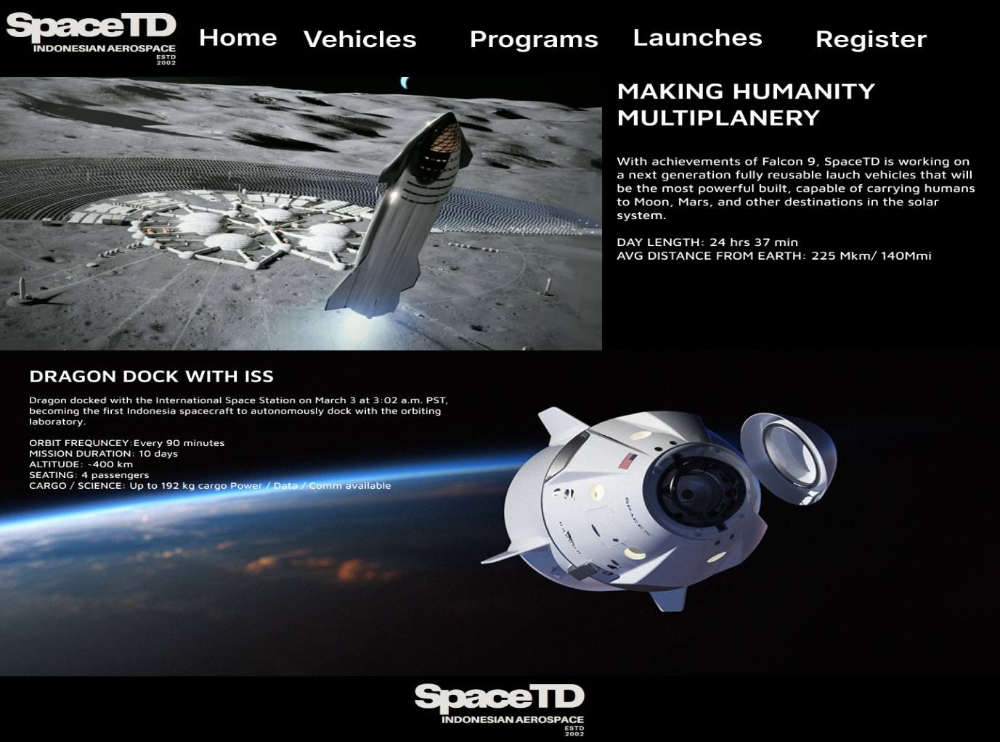 SpaceTD
INDONESIAN AEROSPACE
ESTD
2002
Home
Vehicles
Programs
Launches
Register
MAKING HUMANITY
MULTIPLANERY
With achievements of Falcon 9, SpaceTD is working on
a next generation fully reusable lauch vehicles that will
be the most powerful built, capable of carrying humans
to Moon, Mars, and other destinations in the solar
system.
DAY LENGTH: 24 hrs 37 min
AVG DISTANCE FROM EARTH: 225 Mkm/ 140Mmi
DRAGON DOCK WITH ISS
Dragon docked with the International Space Station on March 3 at 3:02 a.m. PST,
becoming the first Indonesia spacecraft to autonomously dock with the orbiting
laboratory.
ORBIT FREQUNCEY:Every 90 minutes
MISSION DURATION: 10 days
ALTITUDE: ~400 km
SEATING: 4 passengers
CARGO / SCIENCE: Up to 192 kg cargo Power / Data / Comm available
SPACEX
SpaceTD
INDONESIAN AEROSPACE
ESTD
2002